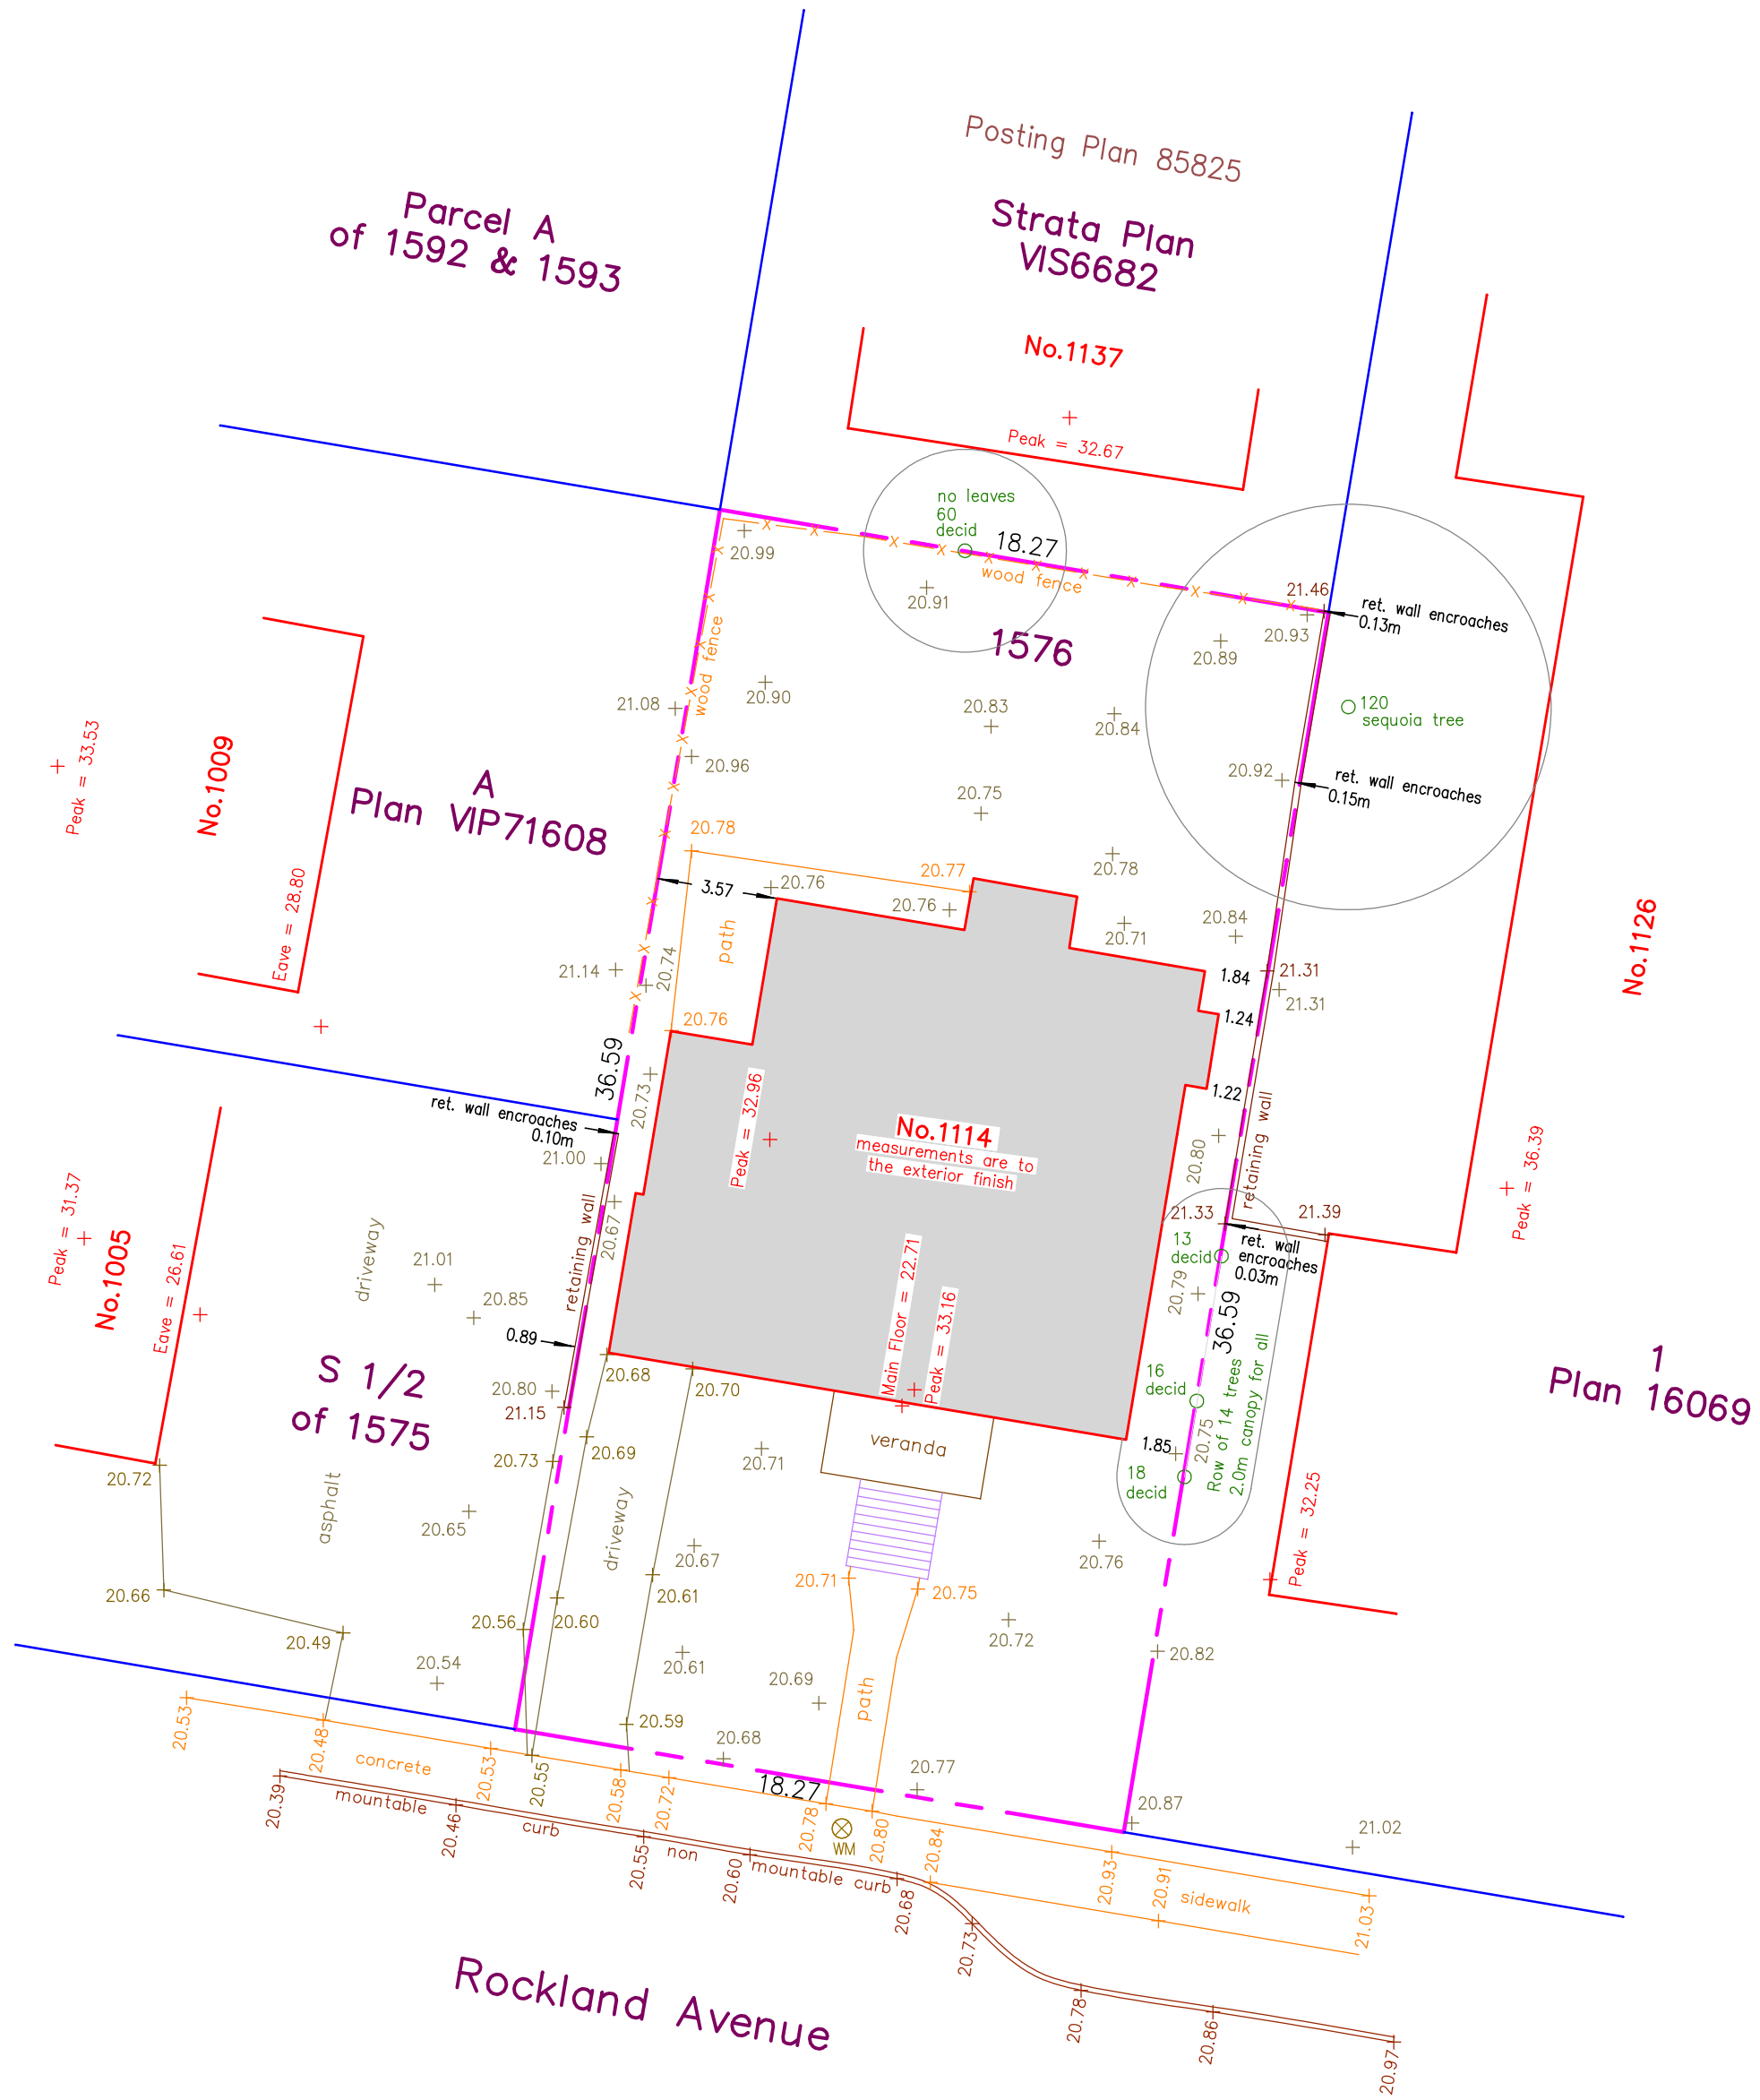 Posting Plan 85825
Parcel A
of 1592 & 1593
Strata Plan
VIS6682
No.1137
Peak = 32.67
no leaves
60
decid
18.27
wood fence
20.99
20.91
21.46
20.93
20.89
ret. wall encroaches
0.13m
1576
wood fence
21.08
20.90
20.83
20.84
120
sequoia tree
Peak = 33.53
No.1009
A
Plan VIP71608
20.96
20.75
20.92
ret. wall encroaches
0.15m
20.78
20.77
20.78
Eave = 28.80
3.57
20.76
20.76
20.71
20.84
No.1126
path
21.14
20.74
1.84
21.31
21.31
20.76
1.24
36.59
20.73
1.22
ret. wall encroaches
0.10m
21.00
Peak = 32.96
No.1114
measurements are to
the exterior finish
20.80
retaining wall
Peak = 36.39
Peak = 31.37
No.1005
Eave = 26.61
driveway
21.01
20.85
retaining wall
20.67
21.33
21.39
13
decid
ret. wall
encroaches
0.03m
20.79
36.59
Main Floor = 22.71
Peak = 33.16
0.89
S 1/2
of 1575
20.80
21.15
20.68
20.70
16
decid
Row of 14 trees
2.0m canopy for all
1
Plan 16069
veranda
20.72
20.73
20.69
20.71
1.85
20.75
18
decid
asphalt
20.65
driveway
20.67
20.76
Peak = 32.25
20.66
20.71
20.75
20.61
20.56
20.60
20.49
20.72
20.54
20.61
20.69
path
20.82
20.53
20.48
concrete
20.53
20.55
20.59
20.68
20.58
20.72
18.27
20.77
20.78
20.80
WM
20.84
20.87
21.02
20.93
20.91
sidewalk
21.03
20.39
mountable
20.46
curb
20.55
non
20.60
mountable curb
20.68
20.73
20.78
20.86
20.97
Rockland Avenue